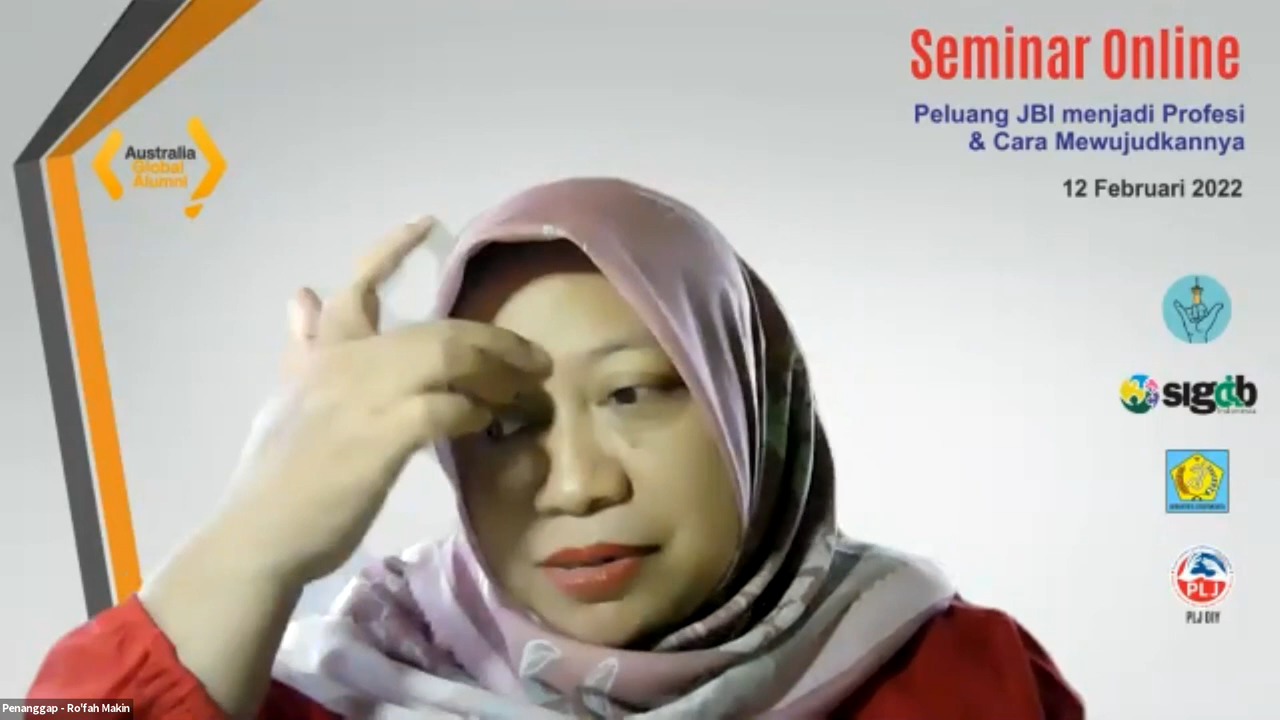 Seminar Online
Peluang JBI menjadi Profesi
& Cara Mewujudkannya
12 Februari 2022
Australia
Global
Alumni
sigab
Indonesia
PLJ
PLJ DIY
Penanggap - Ro'fah Makin